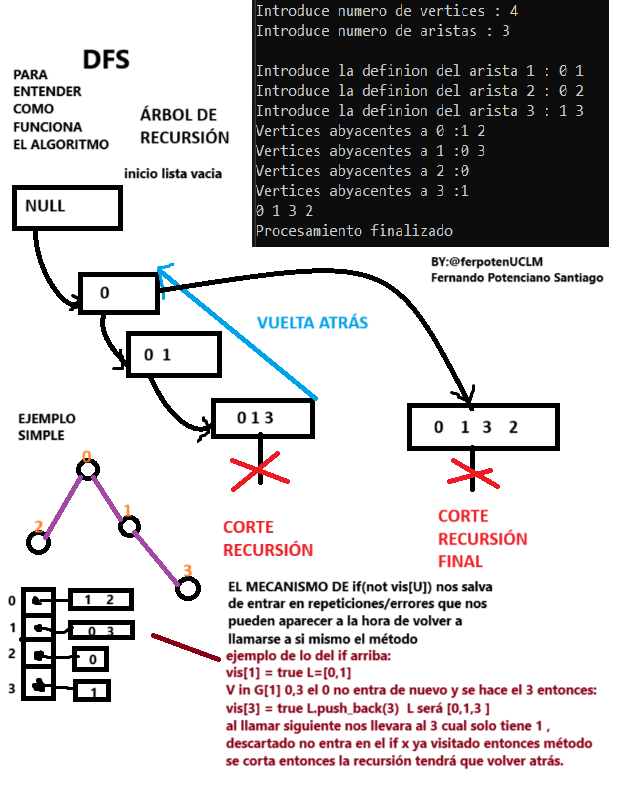 Introduce numero de vertices : 4
Introduce numero de aristas : 3
Introduce la definion del arista 1 : 0 1
Introduce la definion del arista 2 : 0 2
Introduce la definion del arista 3 : 1 3
Vertices abyacentes a 0 :1 2
Vertices abyacentes a 1 :0 3
Vertices abyacentes a 2 :0
Vertices abyacentes a 3 :1
0 1 3 2
Procesamiento finalizado
DFS
PARA
ENTENDER
COMO
FUNCIONA
EL ALGORITMO
ÁRBOL DE
RECURSIÓN
inicio lista vacia
NULL
BY:@ferpotenUCLM
Fernando Potenciano Santiago
0
VUELTA ATRÁS
0 1
0 1 3
0 1 3 2
EJEMPLO
SIMPLE
0
1
2
3
CORTE
RECURSIÓN
CORTE
RECURSIÓN
FINAL
0 1 2
1 0 3
2 0
3 1
EL MECANISMO DE if(not vis[U]) nos salva
de entrar en repeticiones/errores que nos
pueden aparecer a la hora de volver a
llamarse a si mismo el método
ejemplo de lo del if arriba:
vis[1] = true L=[0,1]
V in G[1] 0,3 el 0 no entra de nuevo y se hace el 3 entonces:
vis[3] = true L.push_back(3) L será [0,1,3 ]
al llamar siguiente nos llevara al 3 cual solo tiene 1 ,
descartado no entra en el if x ya visitado entonces método
se corta entonces la recursión tendrá que volver atrás.